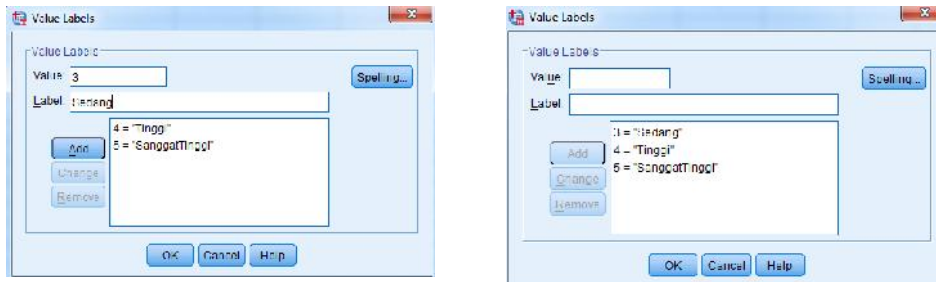 Value Labels
Value Labels
Value: 3
Spelling...
Label: Sedang
Add
Change
Remove
4 = "Tinggi"
5 = "SanggatTinggi"
OK Cancel Help
Value Labels
Value Labels
Value:
Spelling...
Label:
Add
Change
Remove
3 = "Sedang"
4 = "Tinggi"
5 = "SanggatTinggi"
OK Cancel Help